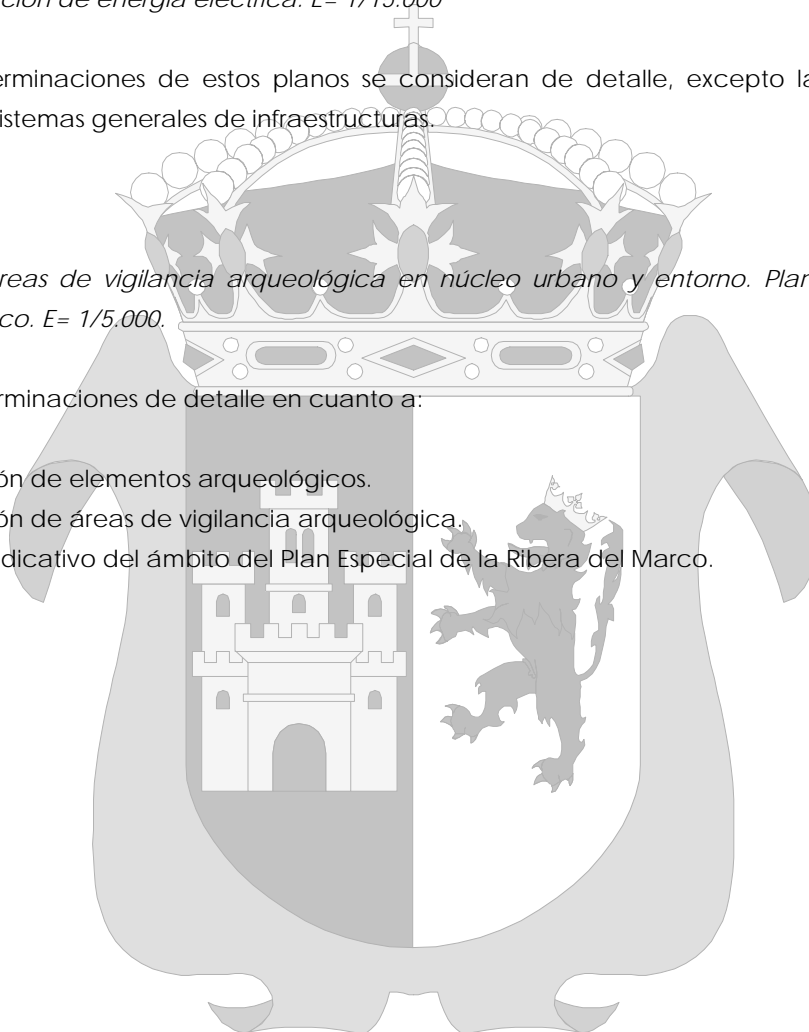 ción de energía eléctrica. E= 1/15.000
erminaciones de estos planos se consideran de detalle, excepto la
sistemas generales de infraestructuras.
reas de vigilancia arqueológica en núcleo urbano y entorno. Plan
co. E= 1/5.000.
rminaciones de detalle en cuanto a:
ón de elementos arqueológicos.
ón de áreas de vigilancia arqueológica.
dicativo del ámbito del Plan Especial de la Ribera del Marco.